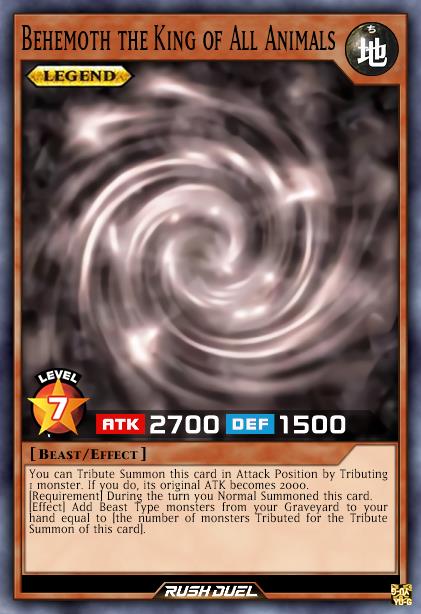 BEHEMOTH THE KING OF ALL ANIMALS
ち
地
LEGEND
LEVEL
7
ATK 2700 DEF 1500
[BEAST/EFFECT]
You can Tribute Summon this card in Attack Position by Tributing
1 monster. If you do, its original ATK becomes 2000.
[Requirement] During the turn you Normal Summoned this card.
[Effect] Add Beast Type monsters from your Graveyard to your
hand equal to [the number of monsters Tributed for the Tribute
Summon of this card].
RUSH DUEL